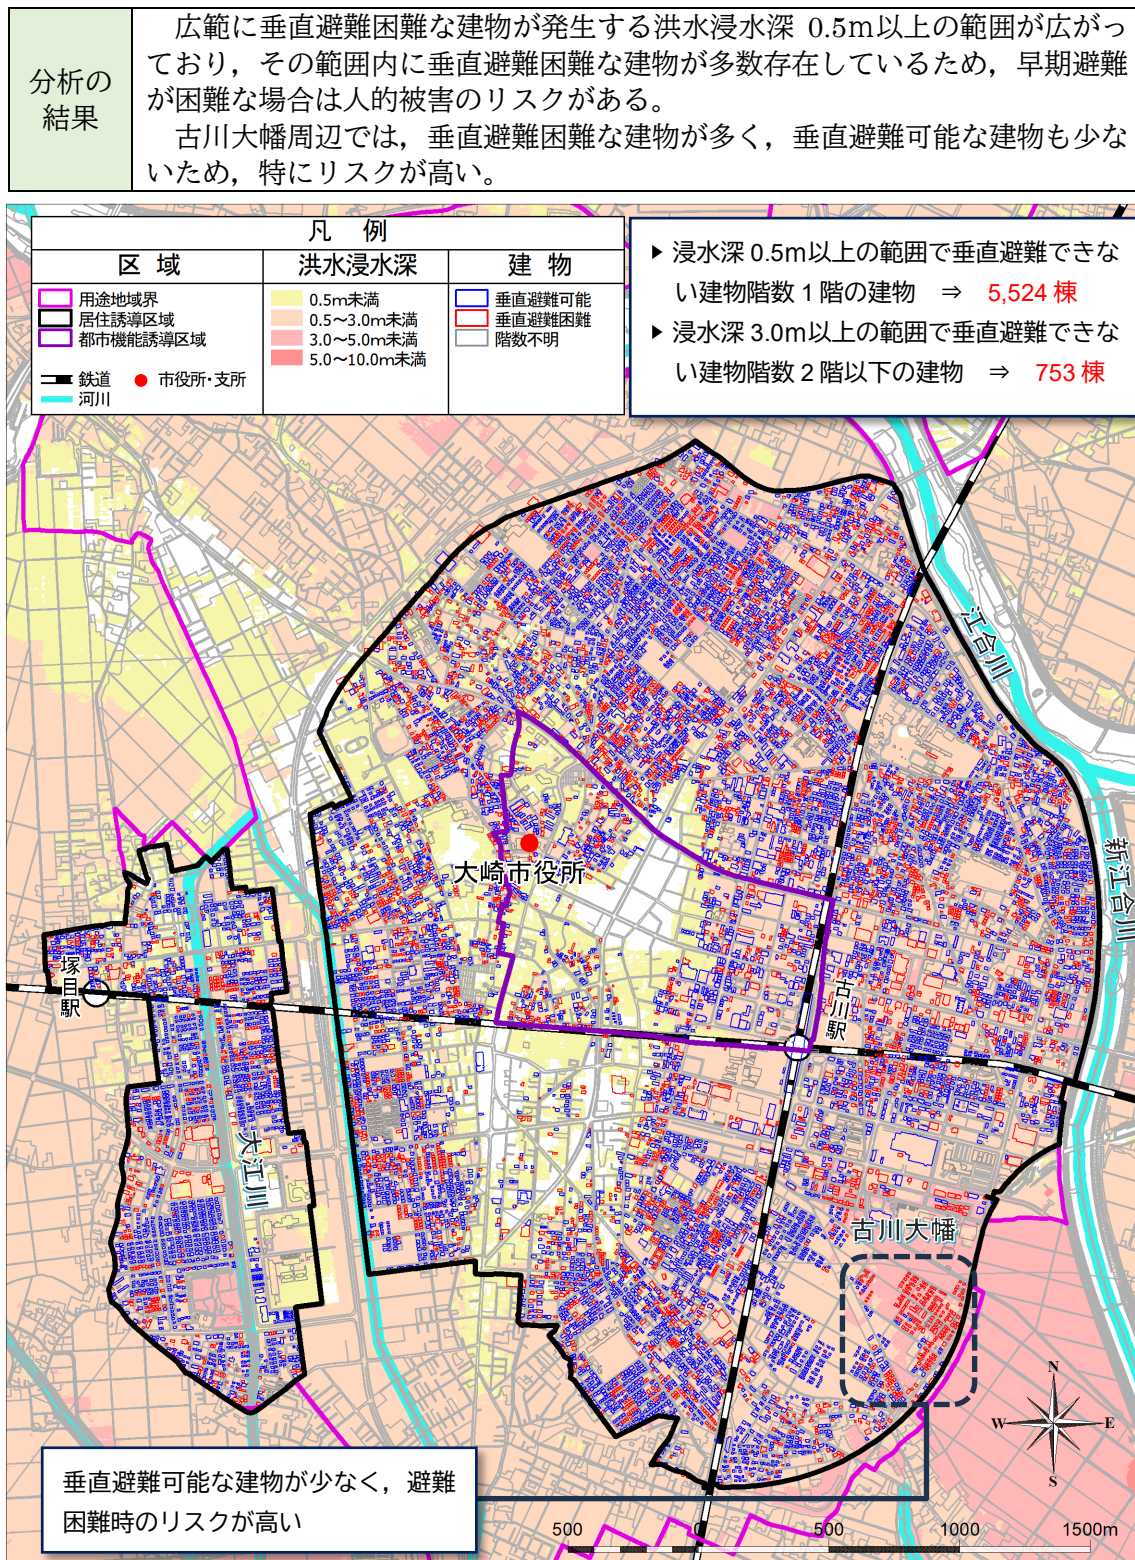 分析の
結果
広範に垂直避難困難な建物が発生する洪水浸水深 0.5m以上の範囲が広がっ
ており，その範囲内に垂直避難困難な建物が多数存在しているため，早期避難
が困難な場合は人的被害のリスクがある。
古川大幡周辺では，垂直避難困難な建物が多く，垂直避難可能な建物も少な
いため，特にリスクが高い。
凡 例
区 域
洪水浸水深
建 物
用途地域界
居住誘導区域
都市機能誘導区域
鉄道
市役所・支所
河川
0.5m未満
0.5～3.0m未満
3.0～5.0m未満
5.0～10.0m未満
垂直避難可能
垂直避難困難
階数不明
▶ 浸水深 0.5m以上の範囲で垂直避難できな
い建物階数 1 階の建物 ⇒ 5,524 棟
▶ 浸水深 3.0m以上の範囲で垂直避難できな
い建物階数 2 階以下の建物 ⇒ 753 棟
江合川
新江合川
大崎市役所
塚目駅
古川駅
大江川
古川大幡
N
W
E
S
垂直避難可能な建物が少なく，避難
困難時のリスクが高い
500 0 500 1000 1500m